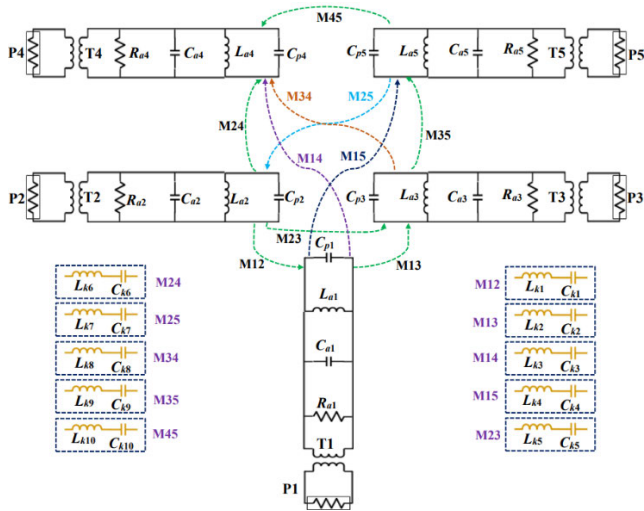 M45
P4 T4 Ra4 Ca4 La4 Cp4 Cp5 La5 Ca5 Ra5 T5 P5
M34 M25
M24 M14 M15 M35
P2 T2 Ra2 Ca2 La2 Cp2 Cp3 La3 Ca3 Ra3 T3 P3
M23
M12 Cp1 M13
Lk6 Ck6 M24
La1
M12 Lk1 Ck1
Lk7 Ck7 M25
M13 Lk2 Ck2
Ca1
Lk8 Ck8 M34
M14 Lk3 Ck3
Lk9 Ck9 M35
Ra1
M15 Lk4 Ck4
Lk10 Ck10 M45
T1
M23 Lk5 Ck5
P1